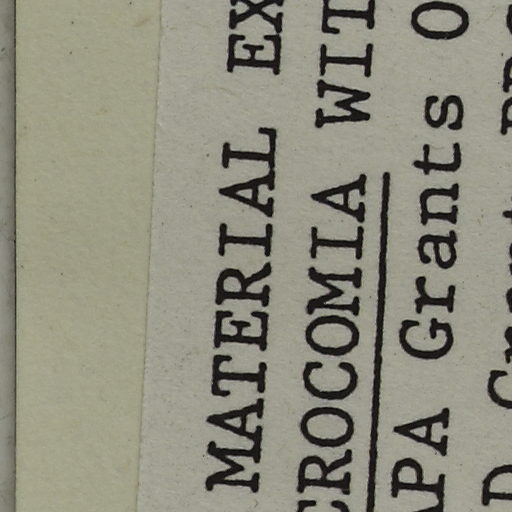 MATERIAL EX
CROCOMIA WIT
APA Grants O